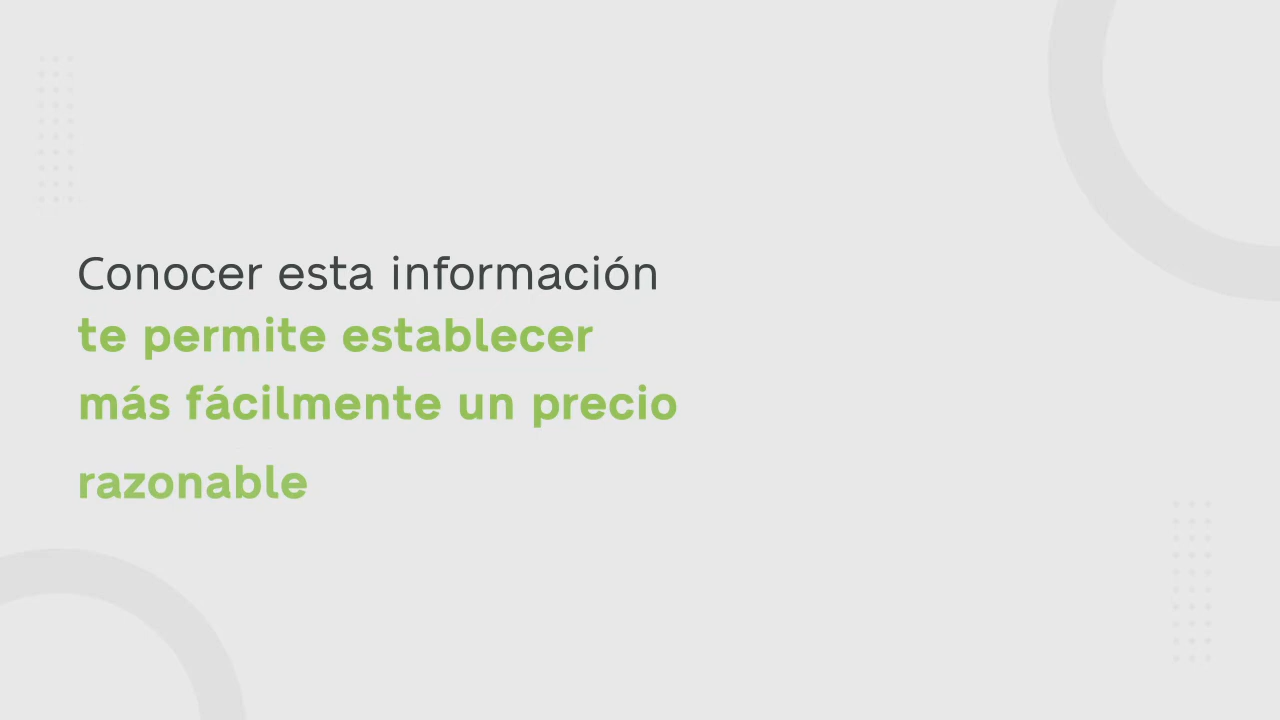 Conocer esta información
te permite establecer
más fácilmente un precio
razonable